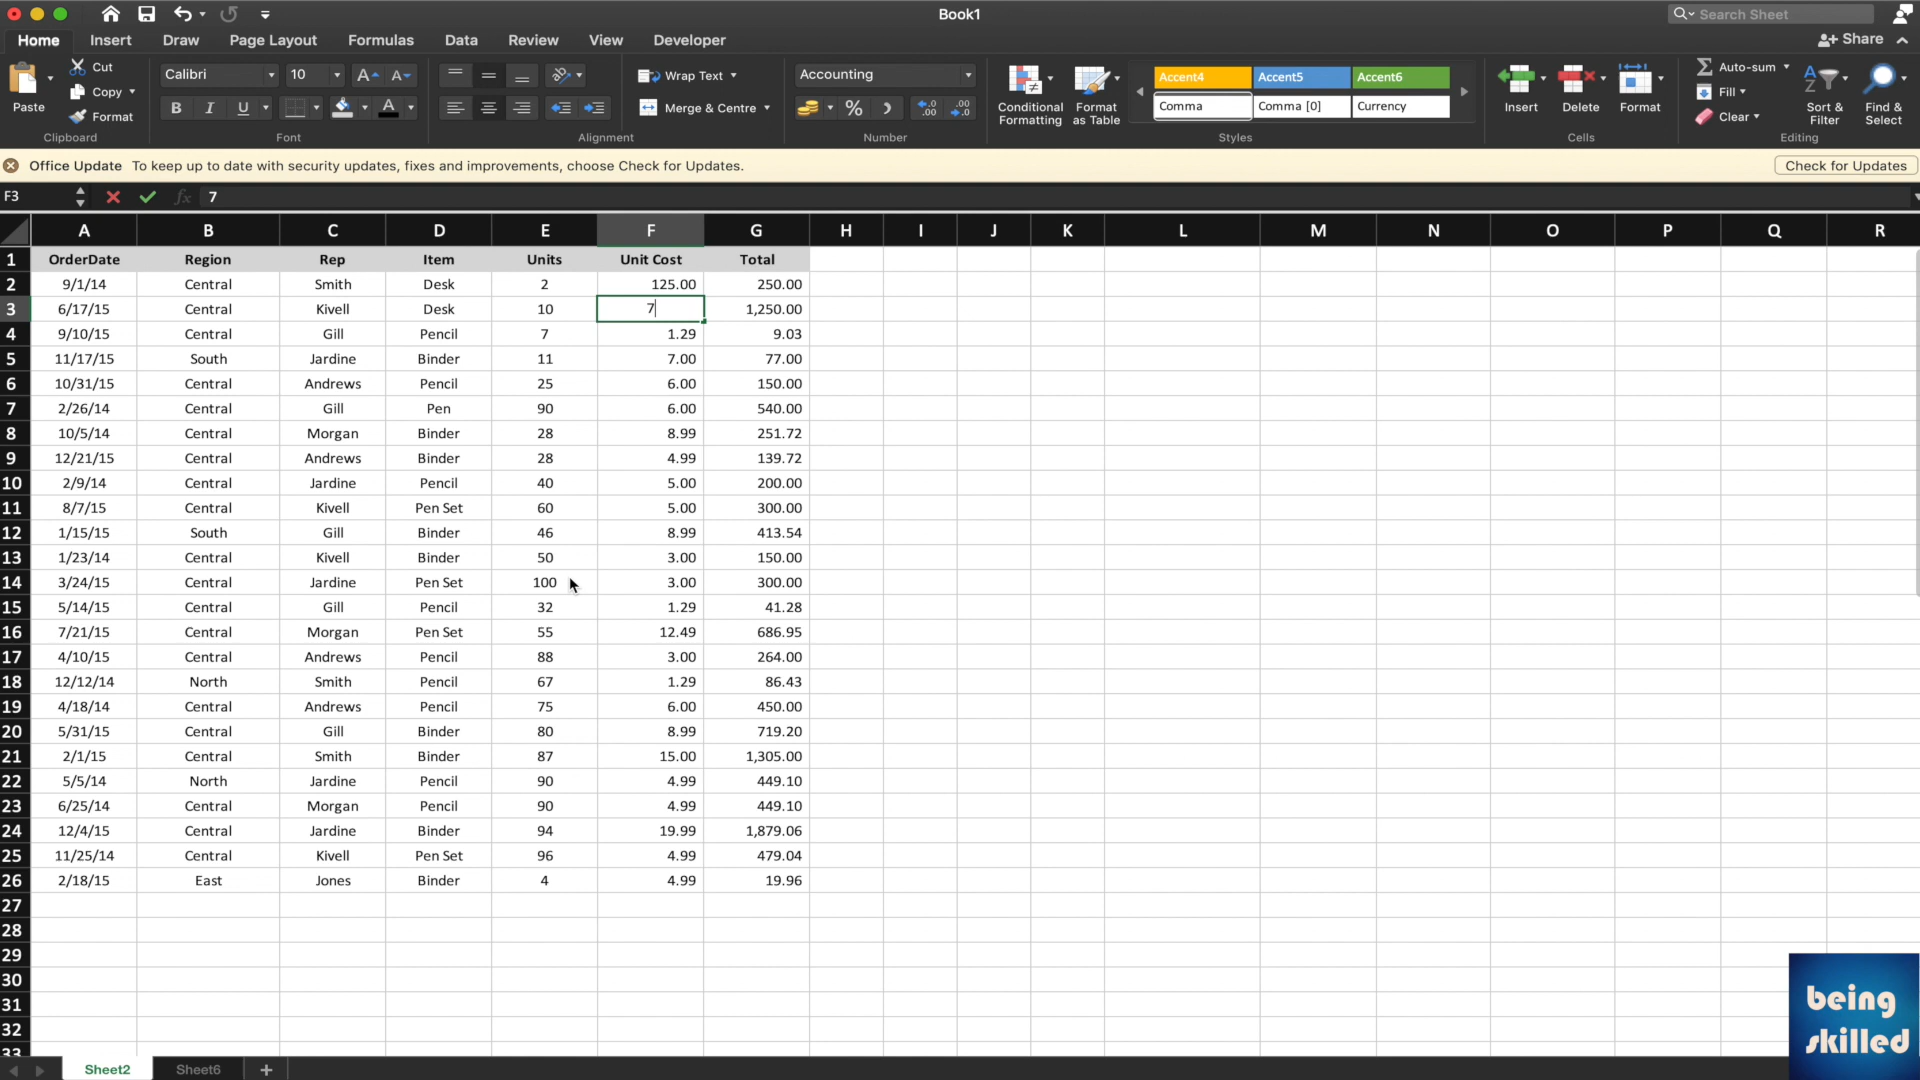 Book1
Search Sheet
Home Insert Draw Page Layout Formulas Data Review View Developer
Share
Paste
Cut
Copy
Format
Clipboard
Calibri 10
B I U
Font
Wrap Text
Merge & Centre
Alignment
Accounting
%
Number
Conditional Formatting
Format as Table
Accent4 Accent5 Accent6
Comma Comma [0] Currency
Styles
Insert Delete Format
Cells
Auto-sum
Fill
Clear
Sort & Filter
Find & Select
Editing
Office Update To keep up to date with security updates, fixes and improvements, choose Check for Updates.
Check for Updates
F3 fx 7
A B C D E F G H I J K L M N O P Q R
1 OrderDate Region Rep Item Units Unit Cost Total
2 9/1/14 Central Smith Desk 2 125.00 250.00
3 6/17/15 Central Kivell Desk 10 7 1,250.00
4 9/10/15 Central Gill Pencil 7 1.29 9.03
5 11/17/15 South Jardine Binder 11 7.00 77.00
6 10/31/15 Central Andrews Pencil 25 6.00 150.00
7 2/26/14 Central Gill Pen 90 6.00 540.00
8 10/5/14 Central Morgan Binder 28 8.99 251.72
9 12/21/15 Central Andrews Binder 28 4.99 139.72
10 2/9/14 Central Jardine Pencil 40 5.00 200.00
11 8/7/15 Central Kivell Pen Set 60 5.00 300.00
12 1/15/15 South Gill Binder 46 8.99 413.54
13 1/23/14 Central Kivell Binder 50 3.00 150.00
14 3/24/15 Central Jardine Pen Set 100 3.00 300.00
15 5/14/15 Central Gill Pencil 32 1.29 41.28
16 7/21/15 Central Morgan Pen Set 55 12.49 686.95
17 4/10/15 Central Andrews Pencil 88 3.00 264.00
18 12/12/14 North Smith Pencil 67 1.29 86.43
19 4/18/14 Central Andrews Pencil 75 6.00 450.00
20 5/31/15 Central Gill Binder 80 8.99 719.20
21 2/1/15 Central Smith Binder 87 15.00 1,305.00
22 5/5/14 North Jardine Pencil 90 4.99 449.10
23 6/25/14 Central Morgan Pencil 90 4.99 449.10
24 12/4/15 Central Jardine Binder 94 19.99 1,879.06
25 11/25/14 Central Kivell Pen Set 96 4.99 479.04
26 2/18/15 East Jones Binder 4 4.99 19.96
27
28
29
30
31
32
33
being
skilled
Sheet2 Sheet6 +